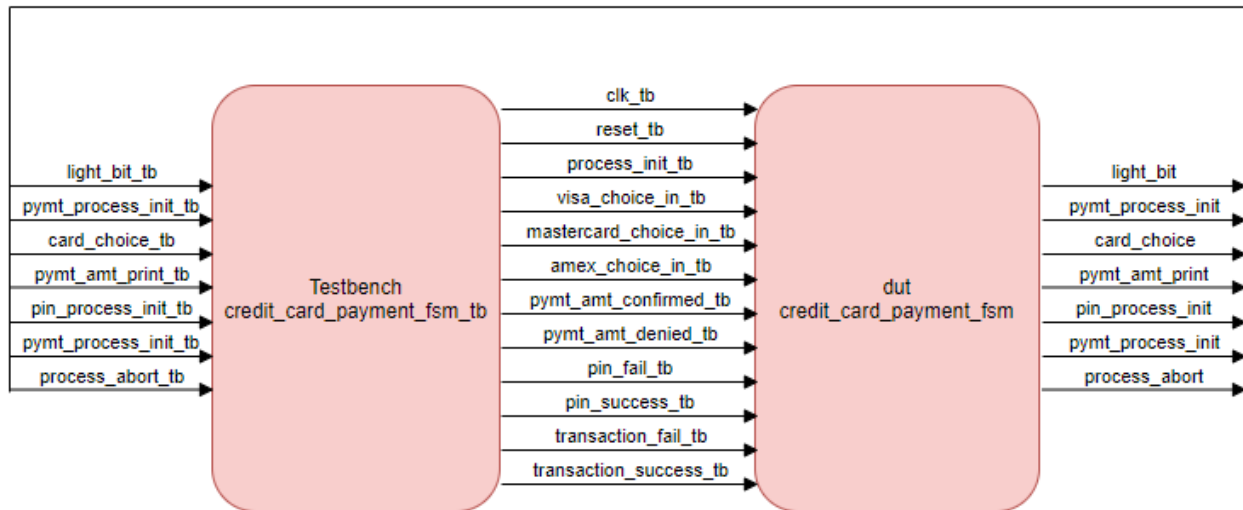 light_bit_tb
pymt_process_init_tb
card_choice_tb
pymt_amt_print_tb
pin_process_init_tb
pymt_process_init_tb
process_abort_tb
Testbench
credit_card_payment_fsm_tb
clk_tb
reset_tb
process_init_tb
visa_choice_in_tb
mastercard_choice_in_tb
amex_choice_in_tb
pymt_amt_confirmed_tb
pymt_amt_denied_tb
pin_fail_tb
pin_success_tb
transaction_fail_tb
transaction_success_tb
dut
credit_card_payment_fsm
light_bit
pymt_process_init
card_choice
pymt_amt_print
pin_process_init
pymt_process_init
process_abort